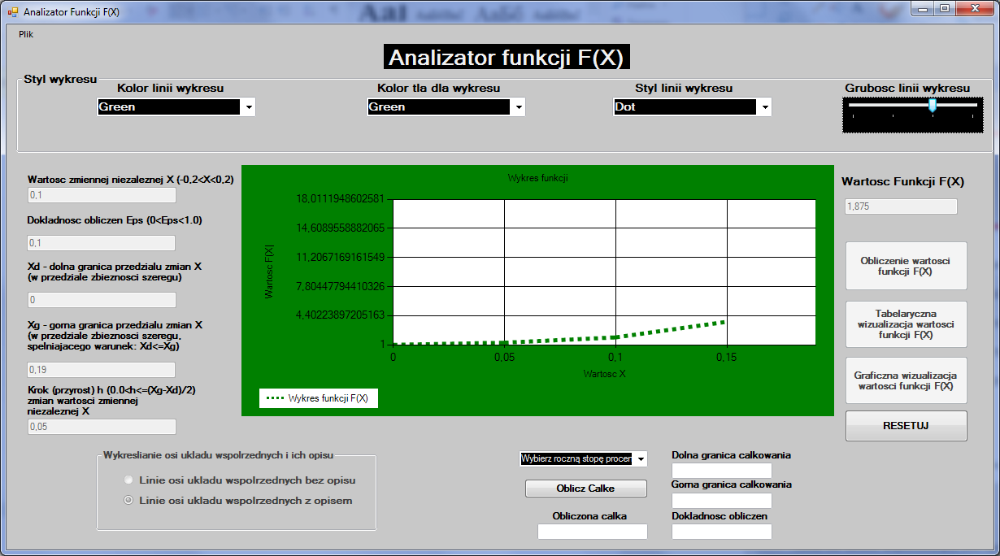 Analizator Funkcji F(X)
Plik
Analizator funkcji F(X)
Styl wykresu
Kolor linii wykresu
Kolor tla dla wykresu
Styl linii wykresu
Grubosc linii wykresu
Green
Green
Dot
Wartosc zmiennej niezaleznej X (-0,2<X<0,2)
0,1
Dokladnosc obliczen Eps (0<Eps<1.0)
0,1
Xd - dolna granica przedzialu zmian X
(w przedziale zbieznosci szeregu)
0
Xg - gorna granica przedzialu zmian X
(w przedziale zbieznosci szeregu,
spelniajacego warunek: Xd<=Xg)
0,19
Krok (przyrost) h (0.0<h<=(Xg-Xd)/2)
zmian wartosci zmiennej
niezaleznej X
0,05
Wykres funkcji
Wartosc F(X)
18,0111948602581
14,6089558882065
11,2067169161549
7,80447794410326
4,40223897205163
1
0
0,05
0,1
0,15
Wartosc X
Wykres funkcji F(X)
Wartosc Funkcji F(X)
1,875
Obliczenie wartosci
funkcji F(X)
Tabelaryczna
wizualizacja wartosci
funkcji F(X)
Graficzna wizualizacja
wartosci funkcji F(X)
RESETUJ
Wykreslanie osi ukladu wspolrzednych i ich opisu
Linie osi ukladu wspolrzednych bez opisu
Linie osi ukladu wspolrzednych z opisem
Wybierz roczną stopę procen
Oblicz Calke
Obliczona calka
Dolna granica calkowania
Gorna granica calkowania
Dokladnosc obliczen